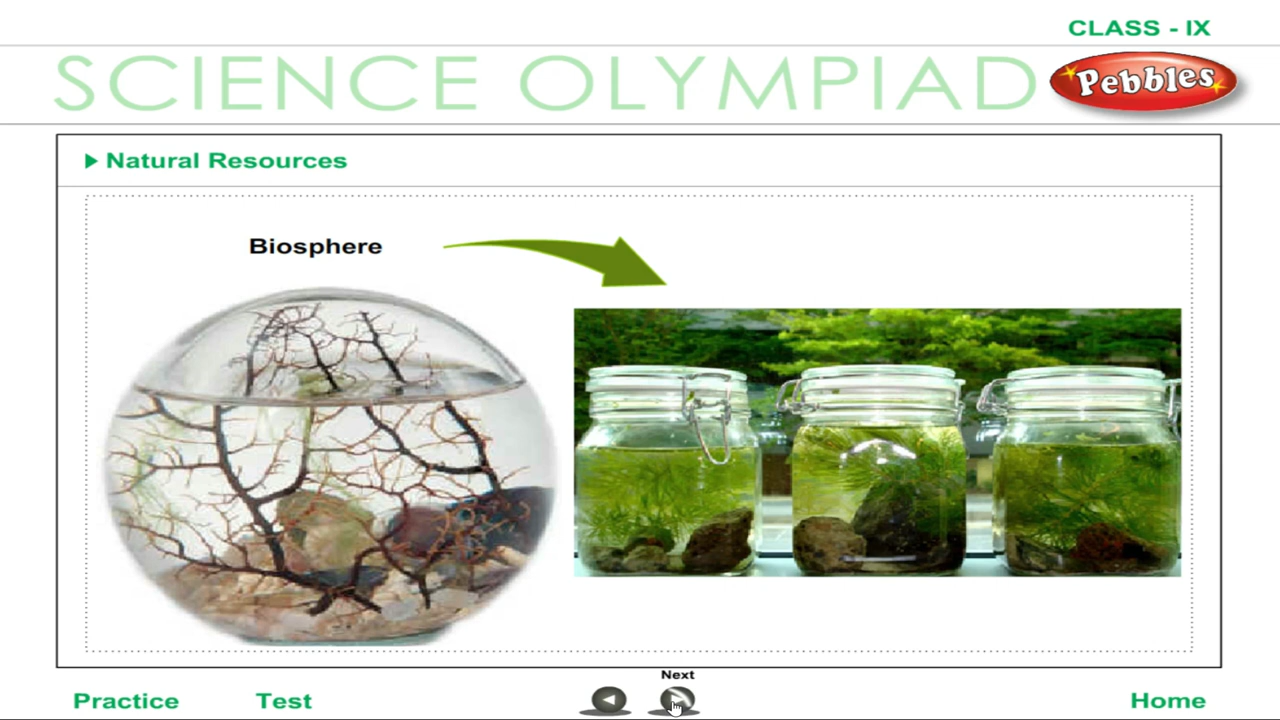 CLASS - IX
SCIENCE OLYMPIAD
Pebbles
Natural Resources
Biosphere
Next
Practice
Test
Home